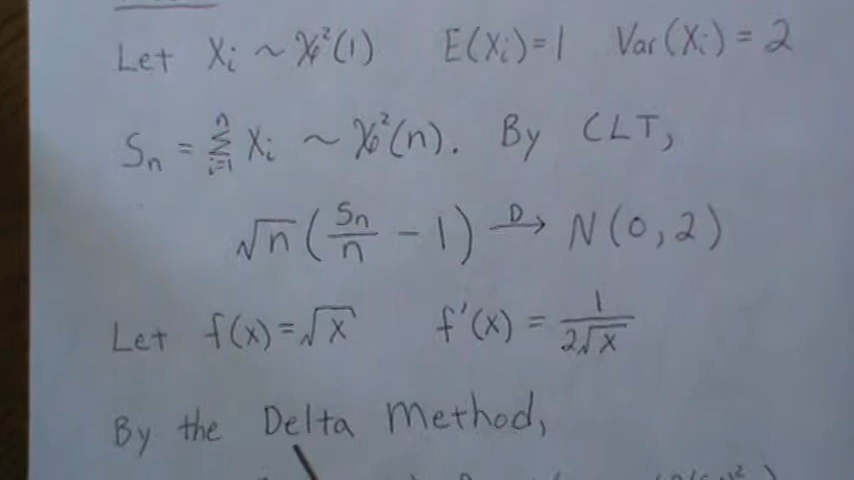 Let Xᵢ ~ χ²(1) E(Xᵢ)=1 Var(Xᵢ) = 2
Sₙ = Σⁿᵢ₌₁ Xᵢ ~ χ²(n). By CLT,
√n (Sₙ/n − 1) →ᴰ N(0,2)
Let f(x)=√x f'(x) = 1/(2√x)
By the Delta Method,